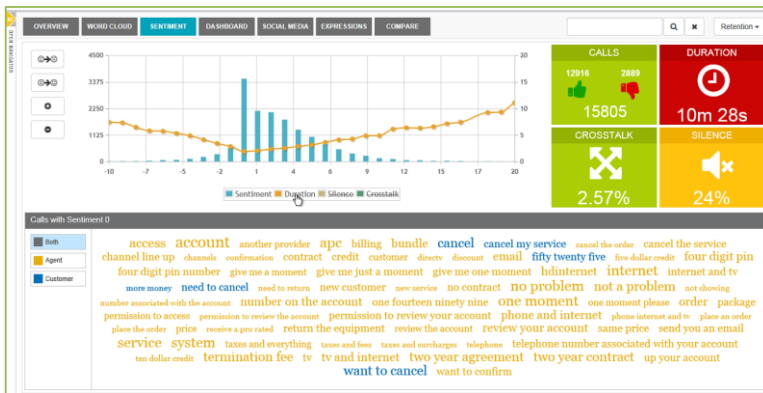 OVERVIEW WORD CLOUD SENTIMENT DASHBOARD SOCIAL MEDIA EXPRESSIONS COMPARE Retention
OPEN NAVIGATOR
4500 30
3375 15
2250 10
1125 5
0 0
-10 -7 -5 -2 1 4 6 9 12 15 17 20
Sentiment Duration Silence Crosstalk
CALLS
12916 2889
15805
DURATION
10m 28s
CROSSTALK
2.57%
SILENCE
24%
Calls with Sentiment 0
Both
Agent
Customer
access account another provider apc billing bundle cancel cancel my service cancel the order cancel the service
channel line up channels confirmation contract credit customer directv discount email fifty twenty five five dollar credit four digit pin
four digit pin number give me a moment give me just a moment give me one moment hdinternet internet internet and tv
more money need to cancel need to return new customer new service no contract no problem not a problem not showing
number associated with the account number on the account one fourteen ninety nine one moment one moment please order package
permission to access permission to review the account permission to review your account phone and internet phone internet and tv place an order
place the order price receive a pro rated return the equipment review the account review your account same price send you an email
service system taxes and everything taxes and fees taxes and surcharges telephone telephone number associated with your account
ten dollar credit termination fee tv tv and internet two year agreement two year contract up your account
want to cancel want to confirm